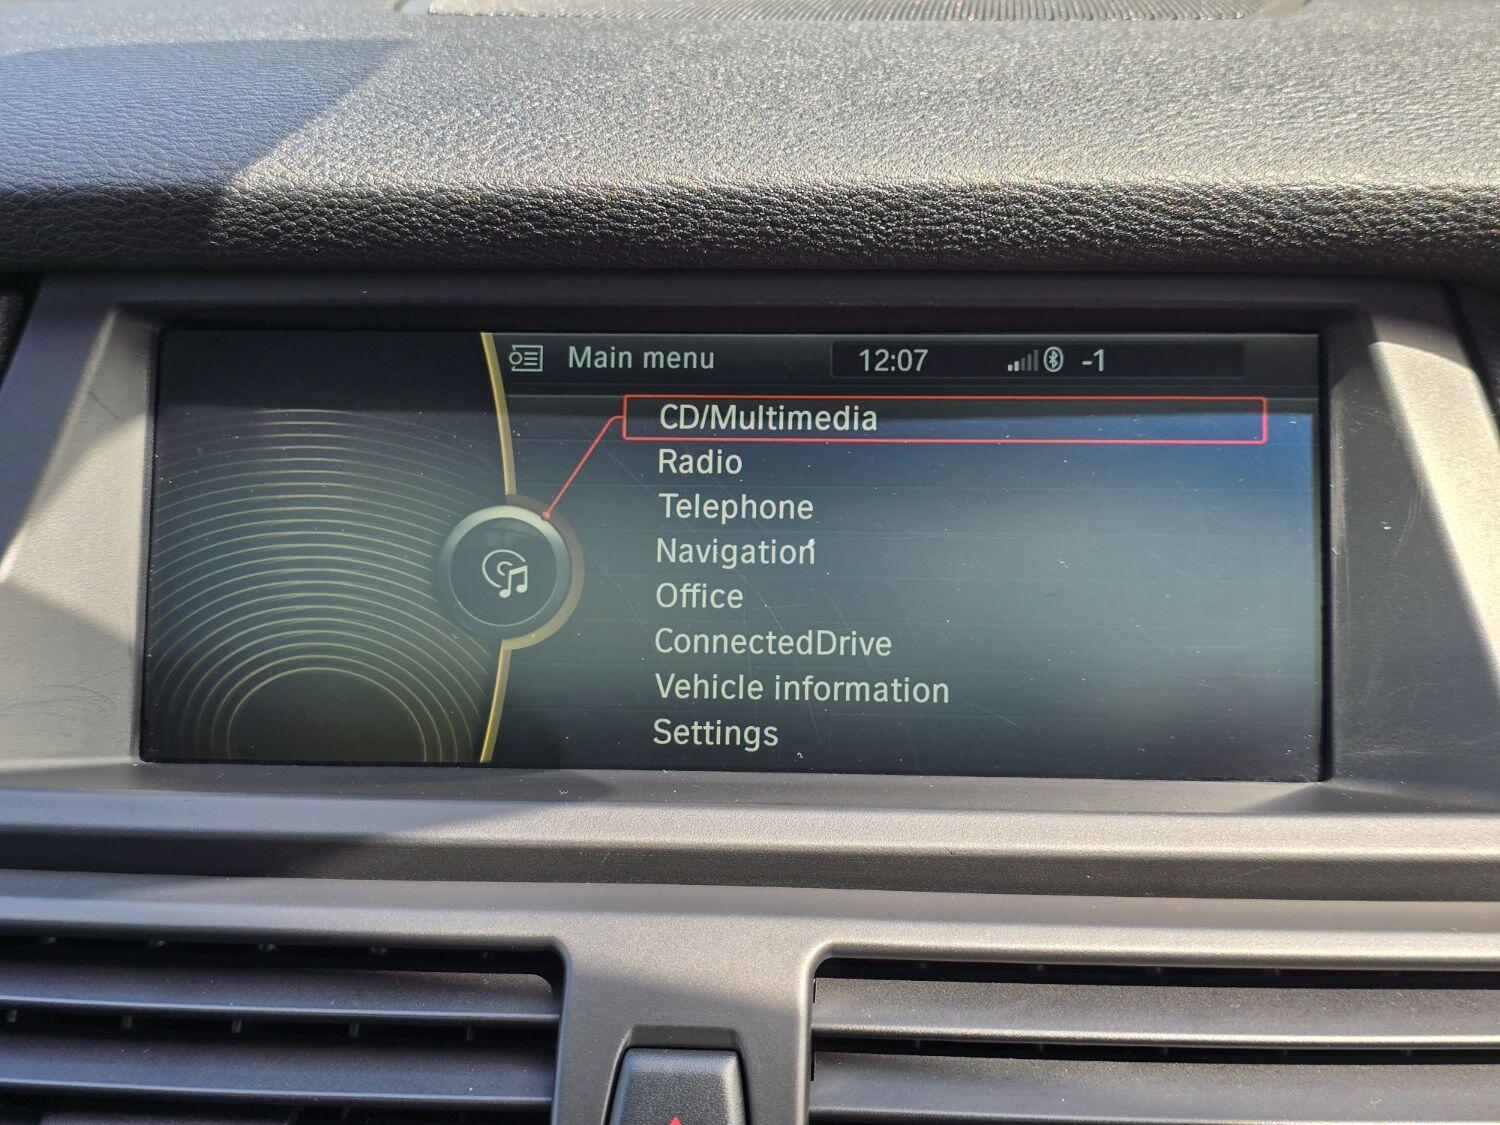 Main menu 12:07 -1
CD/Multimedia
Radio
Telephone
Navigation
Office
ConnectedDrive
Vehicle information
Settings